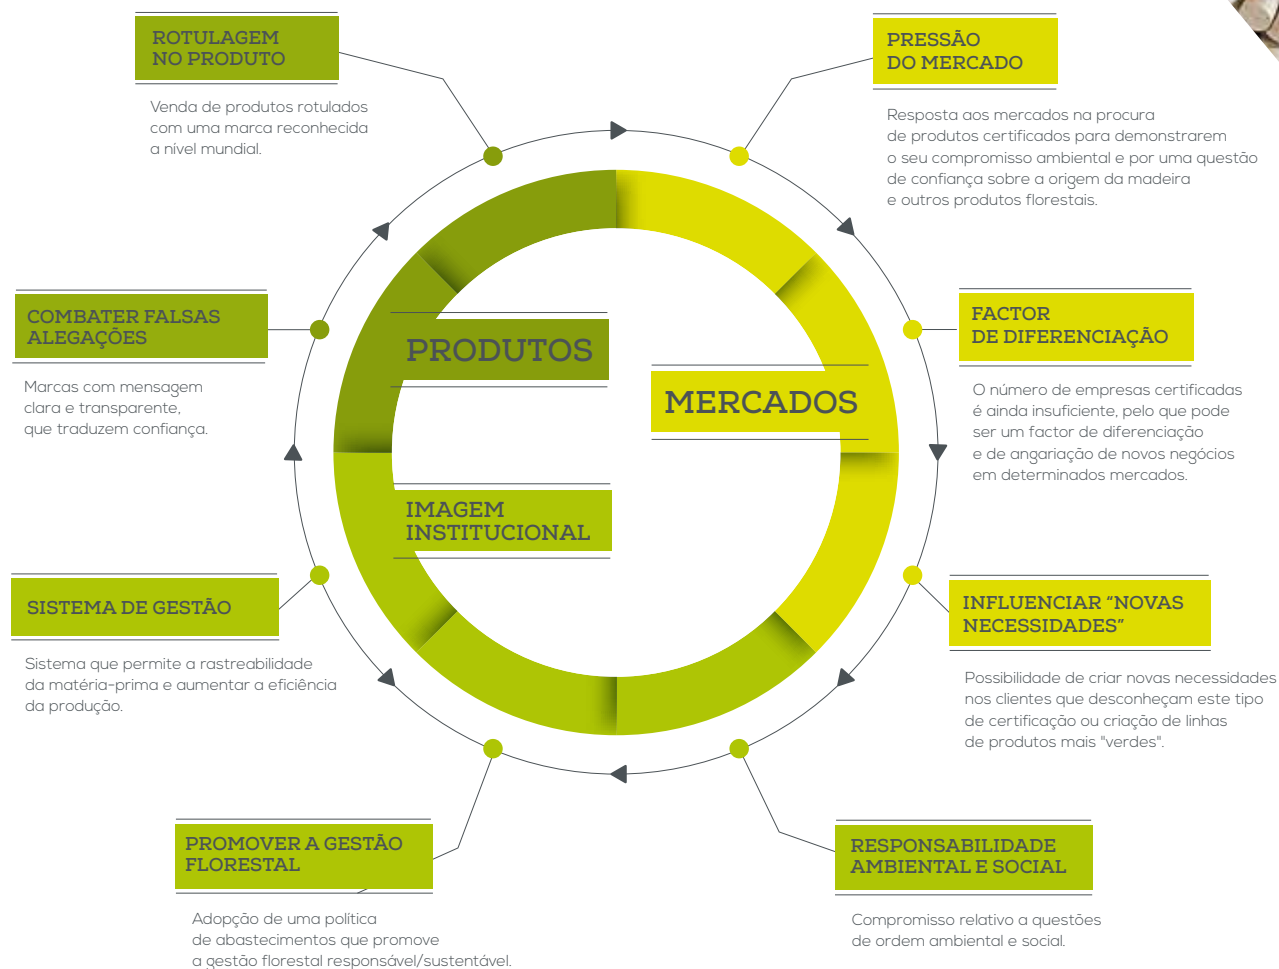 ROTULAGEM
NO PRODUTO
Venda de produtos rotulados
com uma marca reconhecida
a nível mundial.
PRESSÃO
DO MERCADO
Resposta aos mercados na procura
de produtos certificados para demonstrarem
o seu compromisso ambiental e por uma questão
de confiança sobre a origem da madeira
e outros produtos florestais.
COMBATER FALSAS
ALEGAÇÕES
Marcas com mensagem
clara e transparente,
que traduzem confiança.
PRODUTOS
MERCADOS
IMAGEM
INSTITUCIONAL
FACTOR
DE DIFERENCIAÇÃO
O número de empresas certificadas
é ainda insuficiente, pelo que pode
ser um factor de diferenciação
e de angariação de novos negócios
em determinados mercados.
SISTEMA DE GESTÃO
Sistema que permite a rastreabilidade
da matéria-prima e aumentar a eficiência
da produção.
INFLUENCIAR “NOVAS
NECESSIDADES”
Possibilidade de criar novas necessidades
nos clientes que desconheçam este tipo
de certificação ou criação de linhas
de produtos mais "verdes".
PROMOVER A GESTÃO
FLORESTAL
Adopção de uma política
de abastecimentos que promove
a gestão florestal responsável/sustentável.
RESPONSABILIDADE
AMBIENTAL E SOCIAL
Compromisso relativo a questões
de ordem ambiental e social.